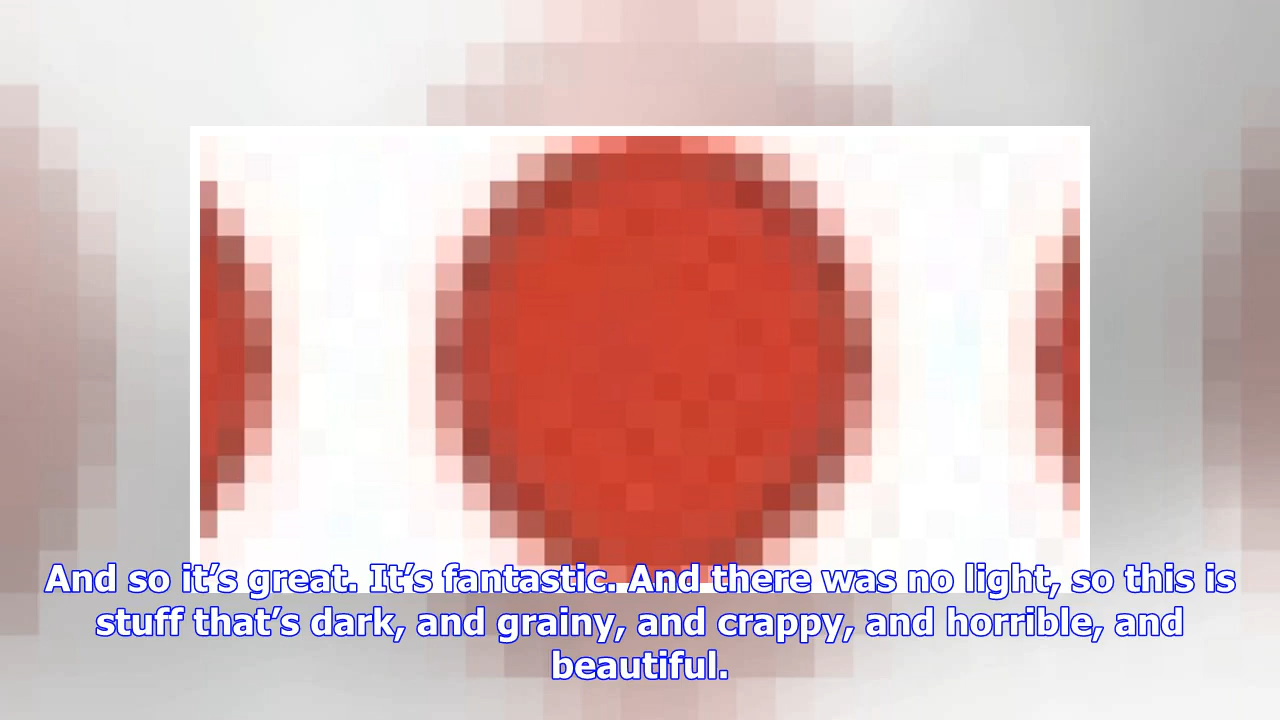 And so it’s great. It’s fantastic. And there was no light, so this is
stuff that’s dark, and grainy, and crappy, and horrible, and
beautiful.